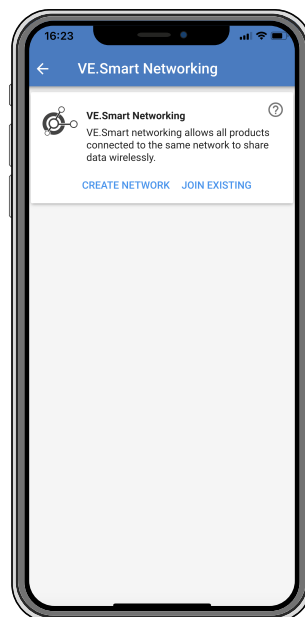 16:23
VE.Smart Networking
VE.Smart Networking
VE.Smart networking allows all products
connected to the same network to share
data wirelessly.
CREATE NETWORK JOIN EXISTING